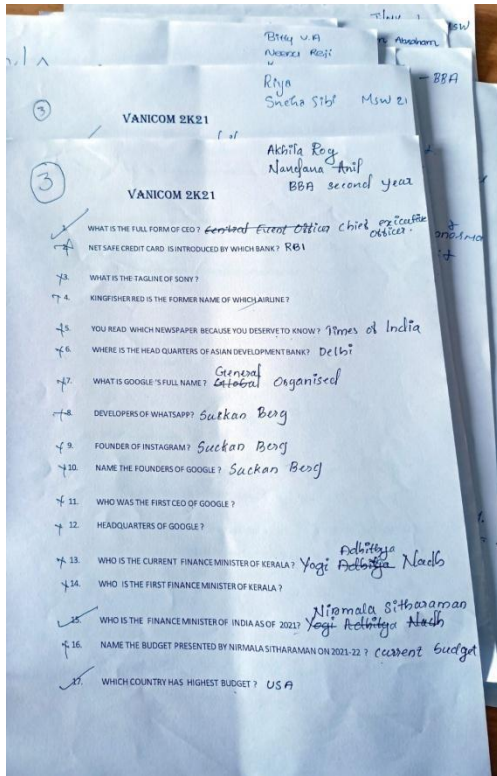 MSW
Bitty V.A
Neenu Reji
Abraham
Riya
Sneha Sibi MSW 21
BBA
3
VANICOM 2K21
3
Akhila Rog
Nandana Anil
BBA second year
VANICOM 2K21
1. WHAT IS THE FULL FORM OF CEO ? Central Event Officer Chief exicutive officer.
2. NET SAFE CREDIT CARD IS INTRODUCED BY WHICH BANK? RBI
3. WHAT IS THE TAGLINE OF SONY ?
4. KINGFISHER RED IS THE FORMER NAME OF WHICH AIRLINE ?
5. YOU READ WHICH NEWSPAPER BECAUSE YOU DESERVE TO KNOW? Times of India
6. WHERE IS THE HEAD QUARTERS OF ASIAN DEVELOPMENT BANK? Delhi
7. WHAT IS GOOGLE 'S FULL NAME ? Global General Organised
8. DEVELOPERS OF WHATSAPP? Suckan Berg
9. FOUNDER OF INSTAGRAM? Suckan Berg
10. NAME THE FOUNDERS OF GOOGLE ? Suckan Berg
11. WHO WAS THE FIRST CEO OF GOOGLE ?
12. HEADQUARTERS OF GOOGLE ?
13. WHO IS THE CURRENT FINANCE MINISTER OF KERALA ? Yogi Adhitya Adhithya Nadh
14. WHO IS THE FIRST FINANCE MINISTER OF KERALA ?
15. WHO IS THE FINANCE MINISTER OF INDIA AS OF 2021? Yogi Adhitya Nadh Nirmala Sitharaman
16. NAME THE BUDGET PRESENTED BY NIRMALA SITHARAMAN ON 2021-22 ? current budget
17. WHICH COUNTRY HAS HIGHEST BUDGET ? USA